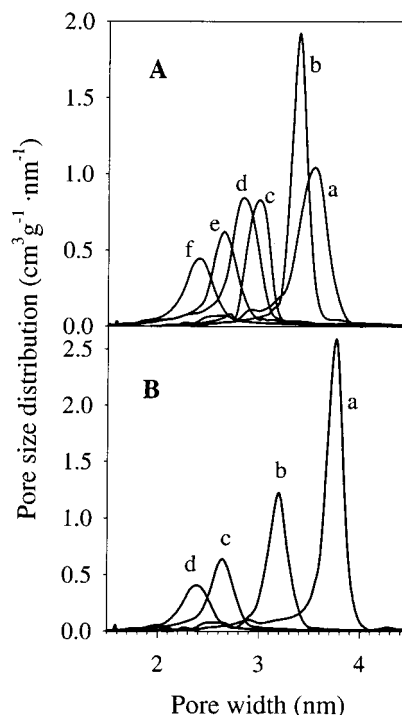 Pore size distribution (cm³g⁻¹ ·nm⁻¹)
2.0
A
b
1.5
a
1.0
d
c
e
0.5
f
0.0
2.5
B
a
2.0
1.5
b
1.0
c
0.5
d
0.0
2 3 4
Pore width (nm)